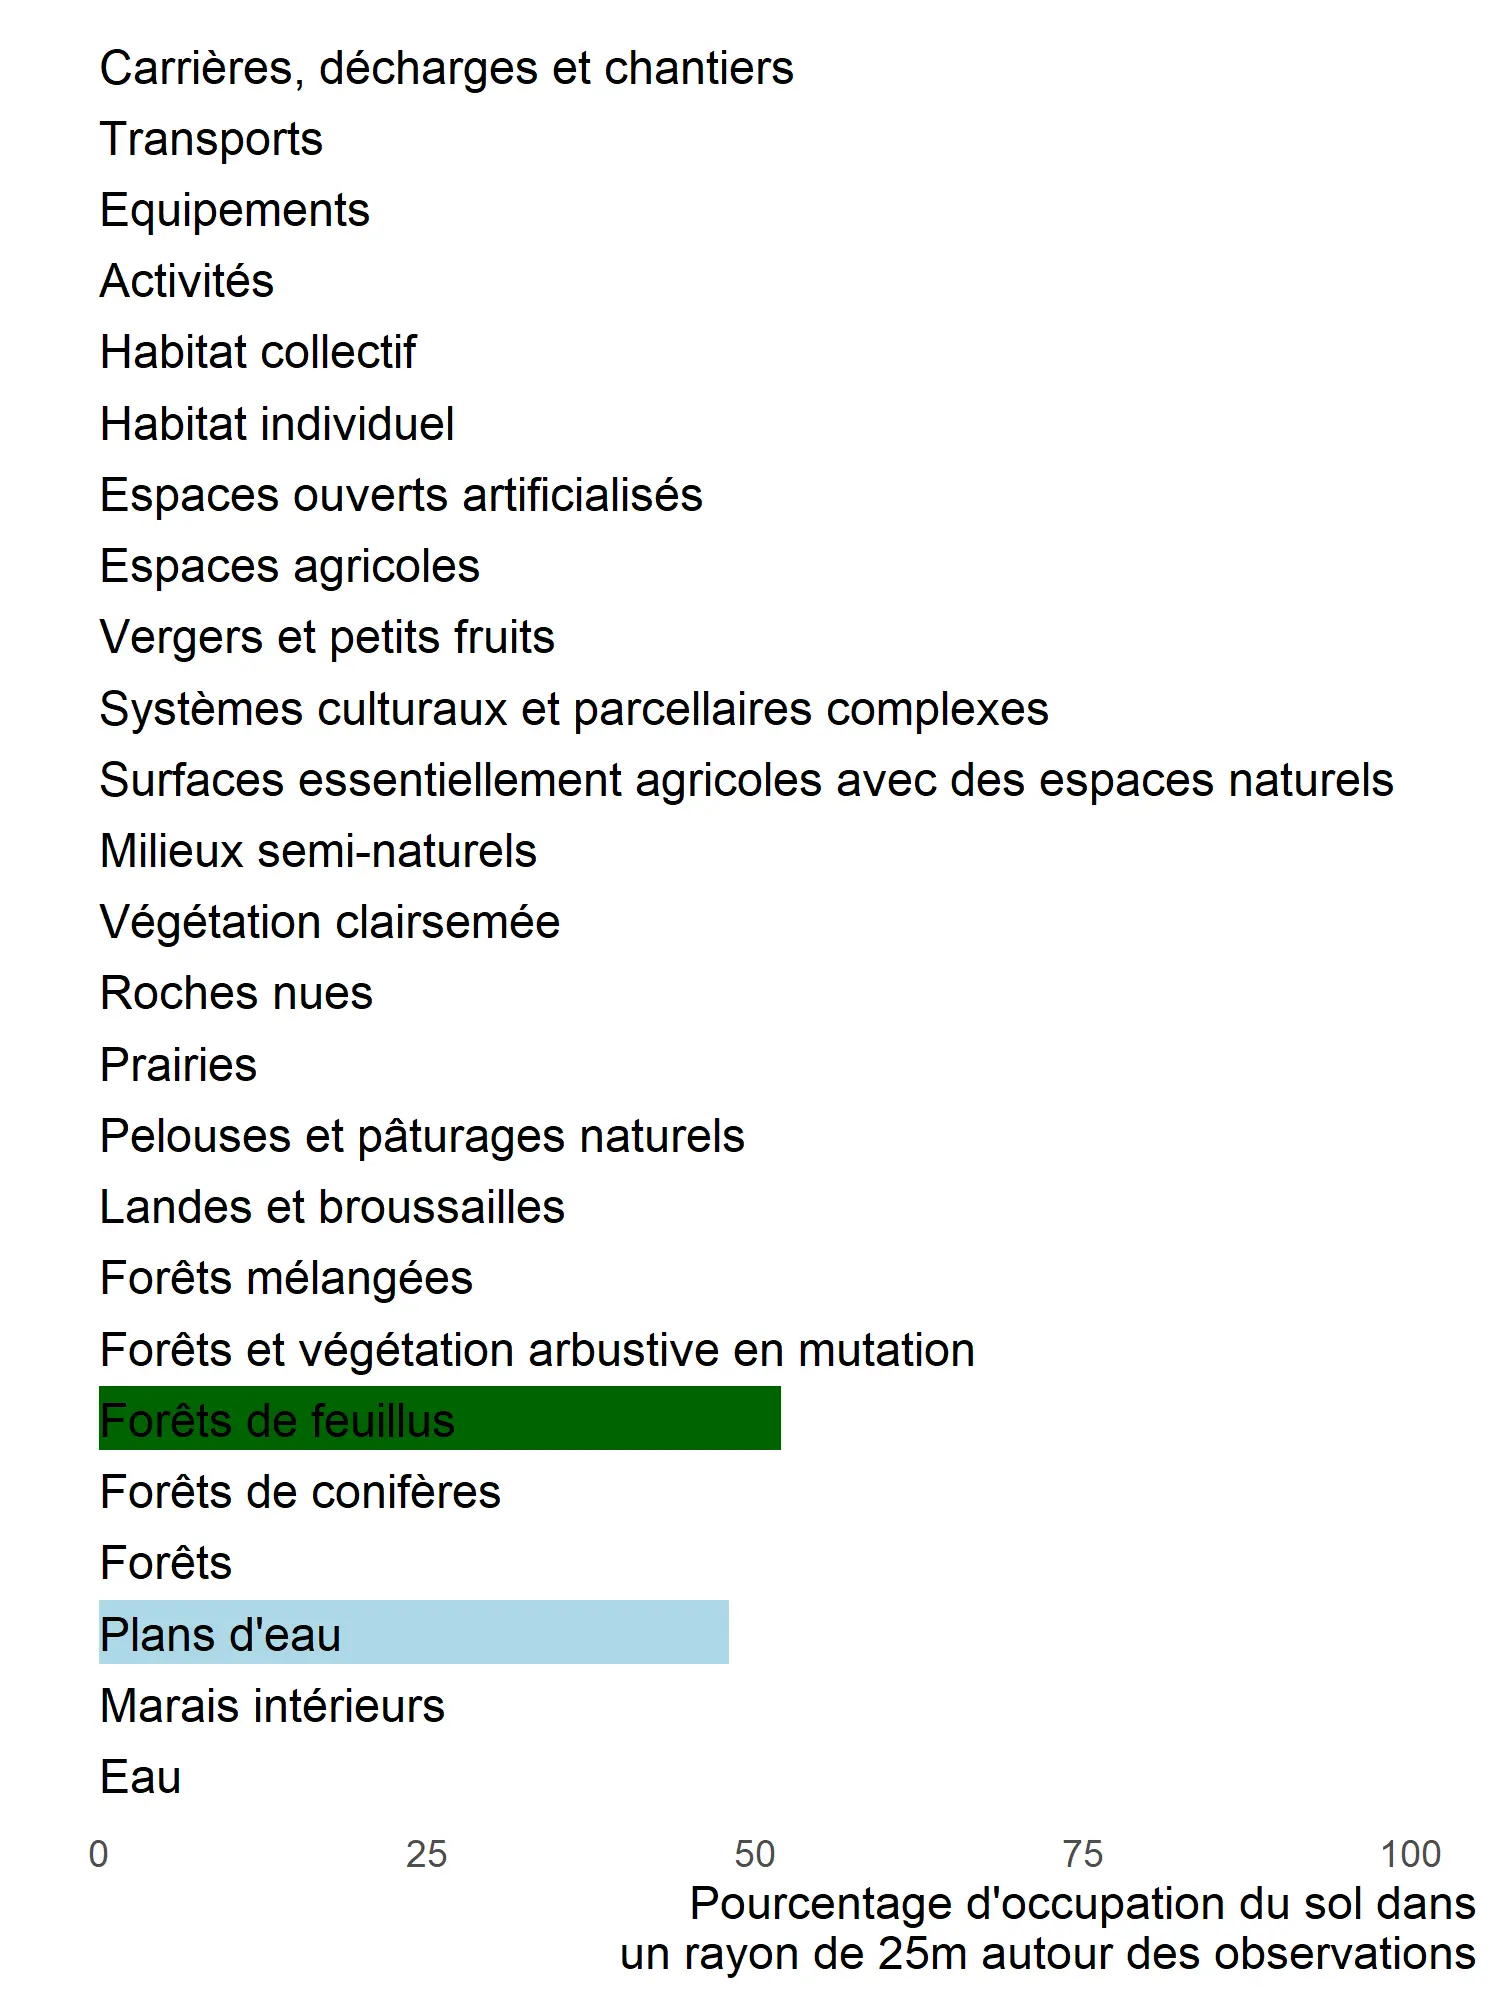 Carrières, décharges et chantiers
Transports
Equipements
Activités
Habitat collectif
Habitat individuel
Espaces ouverts artificialisés
Espaces agricoles
Vergers et petits fruits
Systèmes culturaux et parcellaires complexes
Surfaces essentiellement agricoles avec des espaces naturels
Milieux semi-naturels
Végétation clairsemée
Roches nues
Prairies
Pelouses et pâturages naturels
Landes et broussailles
Forêts mélangées
Forêts et végétation arbustive en mutation
Forêts de feuillus
Forêts de conifères
Forêts
Plans d'eau
Marais intérieurs
Eau
0 25 50 75 100
Pourcentage d'occupation du sol dans
un rayon de 25m autour des observations